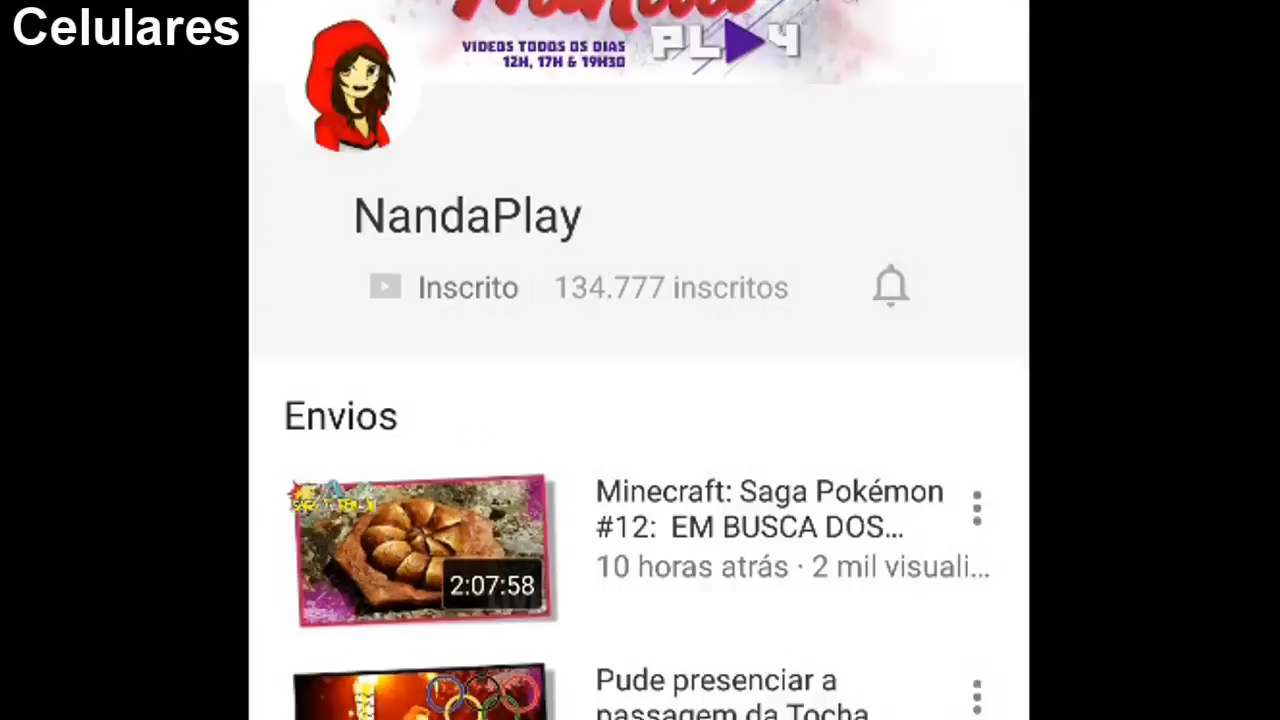 Celulares
PLAY
VIDEOS TODOS OS DIAS
12H, 17H & 19H30
NandaPlay
Inscrito
134.777 inscritos
Envios
Minecraft: Saga Pokémon
#12: EM BUSCA DOS...
10 horas atrás · 2 mil visuali...
2:07:58
Pude presenciar a
passagem da Tocha